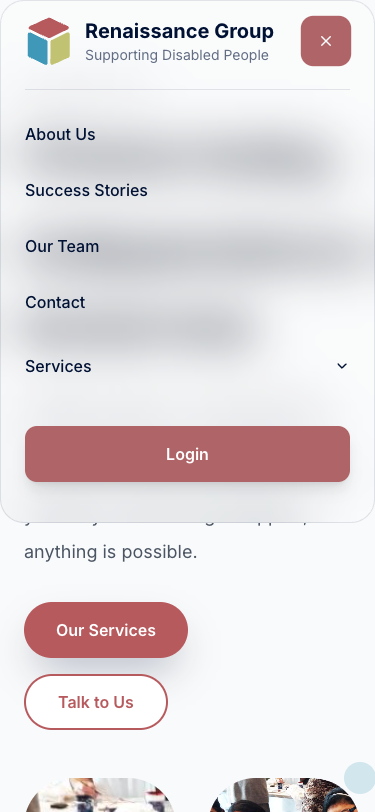 Renaissance Group
Supporting Disabled People
About Us
Success Stories
Our Team
Contact
Services
Login
anything is possible.
Our Services
Talk to Us